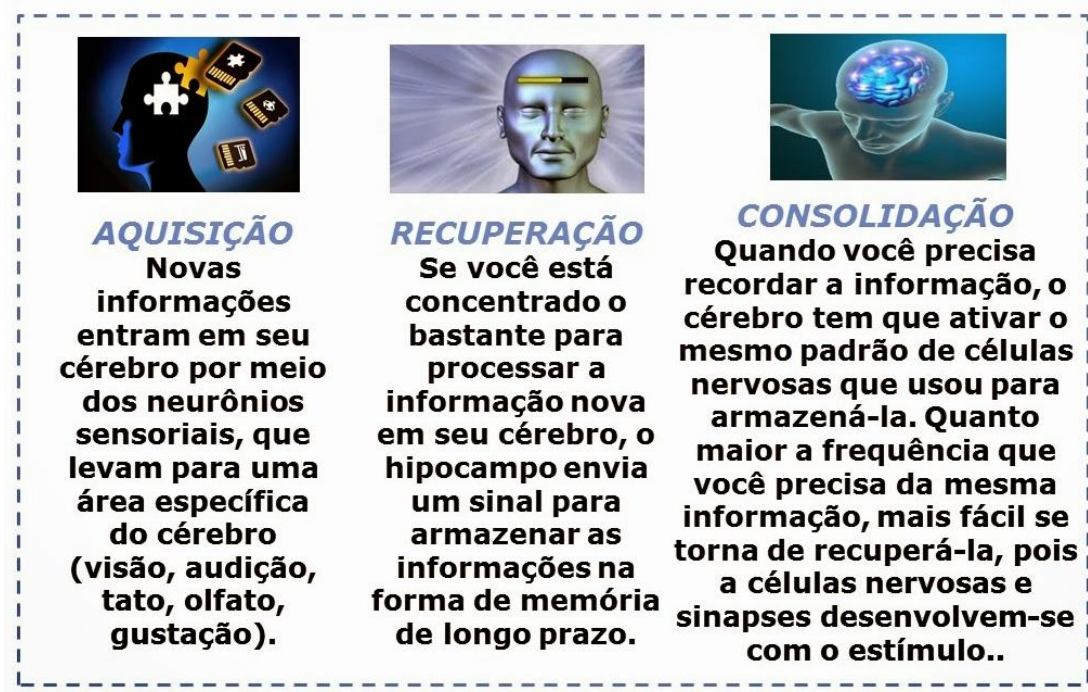 AQUISIÇÃO
Novas
informações
entram em seu
cérebro por meio
dos neurônios
sensoriais, que
levam para uma
área específica
do cérebro
(visão, audição,
tato, olfato,
gustação).
RECUPERAÇÃO
Se você está
concentrado o
bastante para
processar a
informação nova
em seu cérebro, o
hipocampo envia
um sinal para
armazenar as
informações na
forma de memória
de longo prazo.
CONSOLIDAÇÃO
Quando você precisa
recordar a informação, o
cérebro tem que ativar o
mesmo padrão de células
nervosas que usou para
armazená-la. Quanto
maior a frequência que
você precisa da mesma
informação, mais fácil se
torna de recuperá-la, pois
a células nervosas e
sinapses desenvolvem-se
com o estímulo..